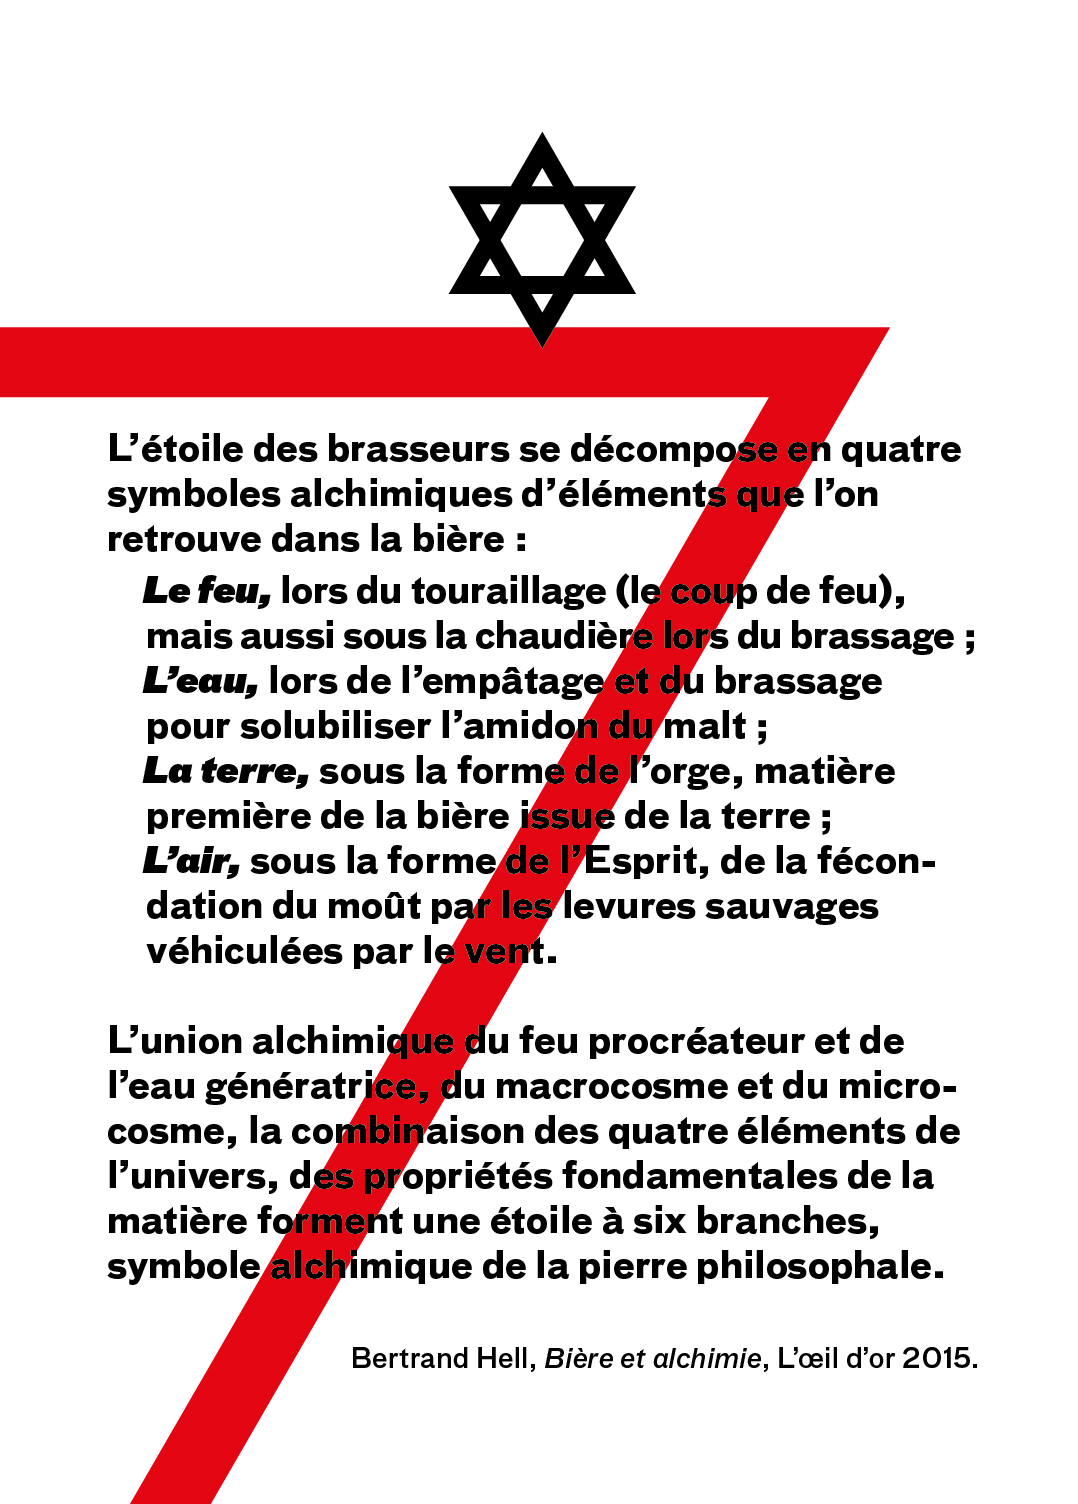 L’étoile des brasseurs se décompose en quatre
symboles alchimiques d’éléments que l’on
retrouve dans la bière :
Le feu, lors du touraillage (le coup de feu),
mais aussi sous la chaudière lors du brassage ;
L’eau, lors de l’empâtage et du brassage
pour solubiliser l’amidon du malt ;
La terre, sous la forme de l’orge, matière
première de la bière issue de la terre ;
L’air, sous la forme de l’Esprit, de la fécon-
dation du moût par les levures sauvages
véhiculées par le vent.
L’union alchimique du feu procréateur et de
l’eau génératrice, du macrocosme et du micro-
cosme, la combinaison des quatre éléments de
l’univers, des propriétés fondamentales de la
matière forment une étoile à six branches,
symbole alchimique de la pierre philosophale.
Bertrand Hell, Bière et alchimie, L’œil d’or 2015.